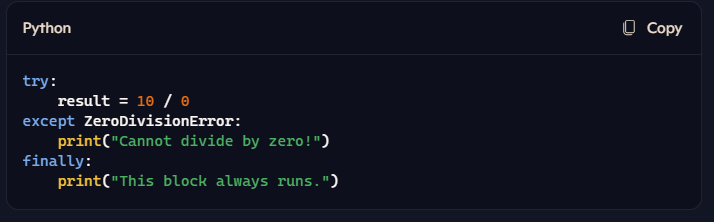 Python
Copy
try:
    result = 10 / 0
except ZeroDivisionError:
    print("Cannot divide by zero!")
finally:
    print("This block always runs.")